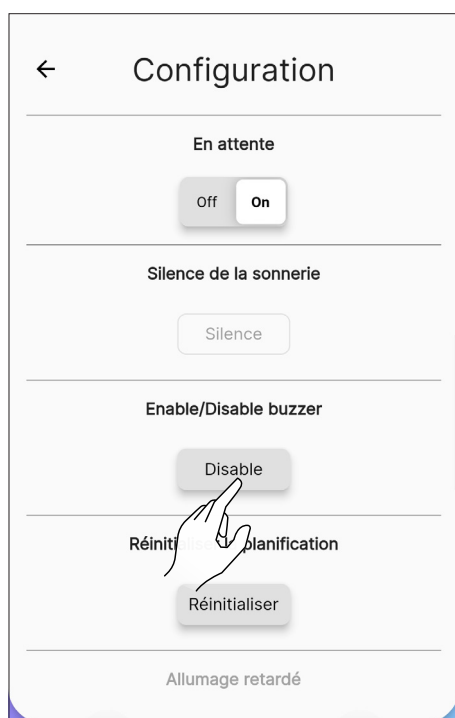 Configuration
En attente
Off On
Silence de la sonnerie
Silence
Enable/Disable buzzer
Disable
planification
Réinitialiser
Allumage retardé